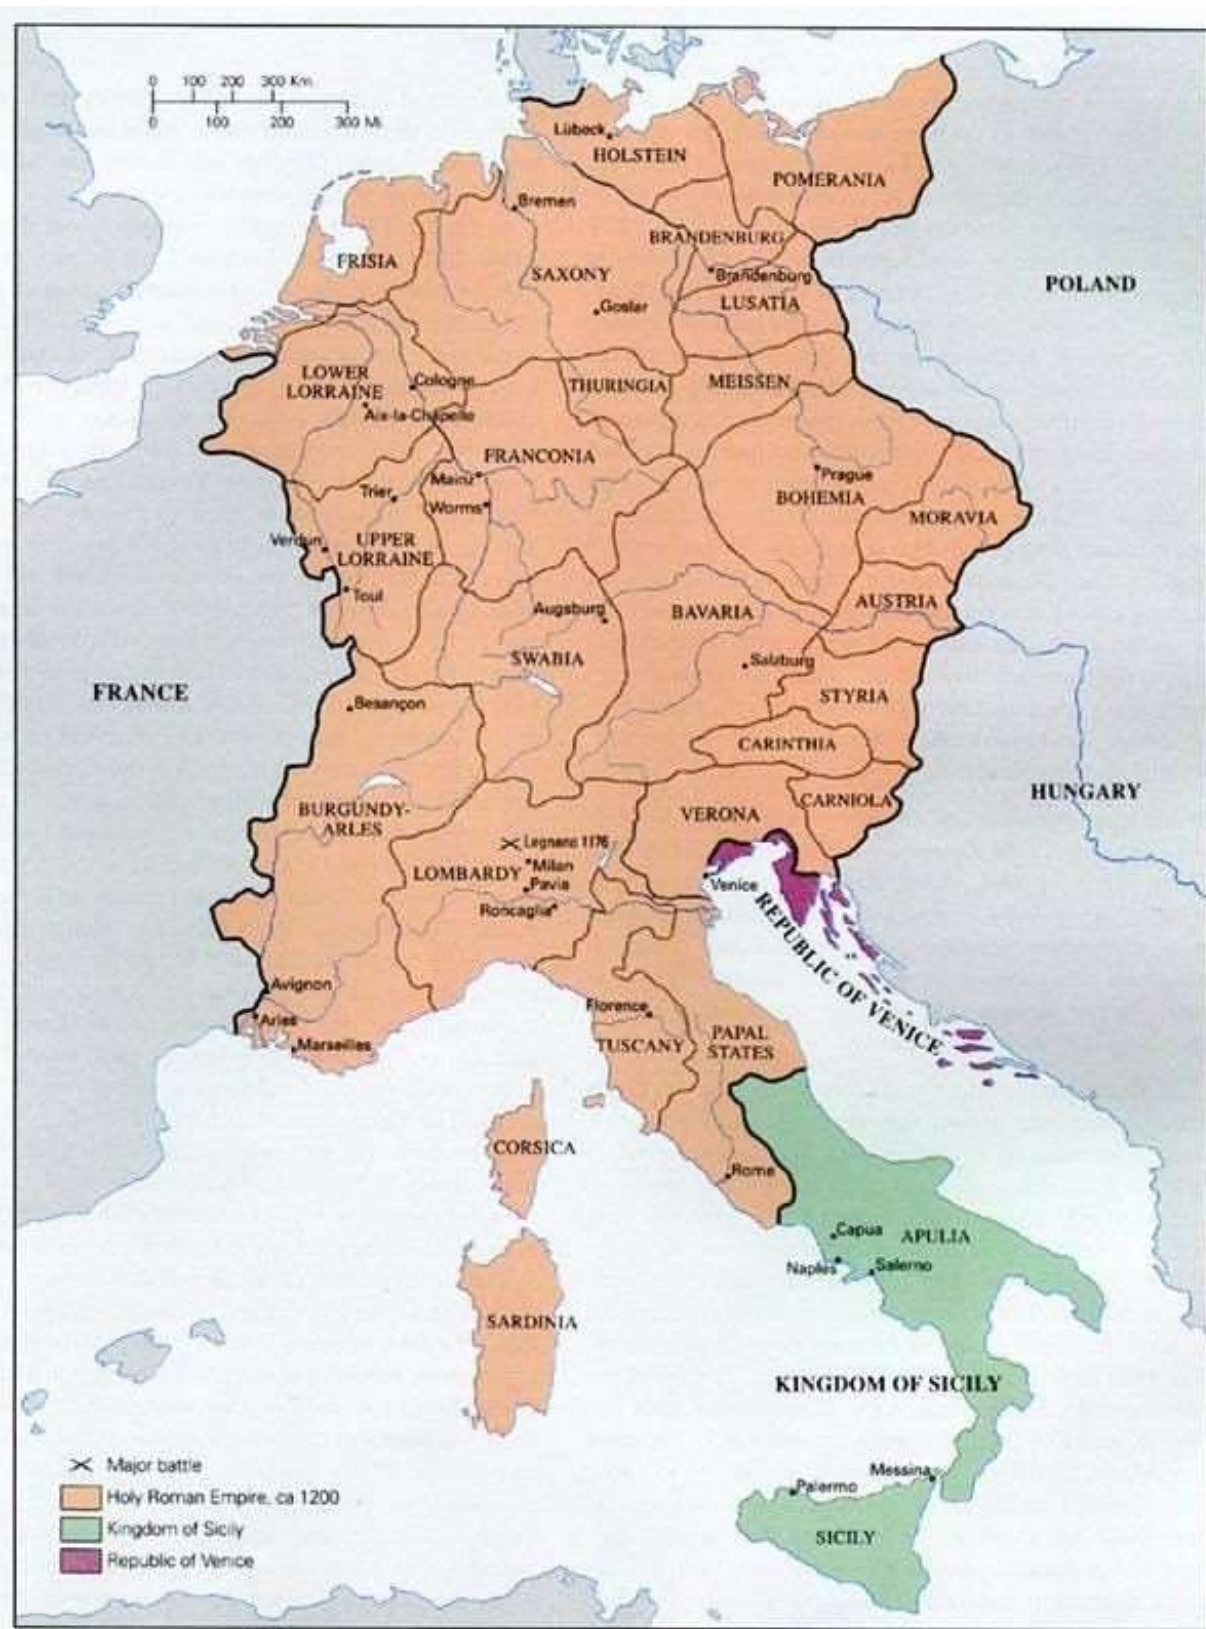 0 100 200 300 Km.
0 100 200 300 Mi.
Lübeck
HOLSTEIN
POMERANIA
Bremen
BRANDENBURG
FRISIA
SAXONY
Brandenburg
POLAND
Goslar
LUSATIA
LOWER
LORRAINE
Cologne
THURINGIA
MEISSEN
Aix-la-Chapelle
FRANCONIA
Mainz
Prague
Trier
BOHEMIA
Worms
MORAVIA
Verdun
UPPER
LORRAINE
Toul
Augsburg
BAVARIA
AUSTRIA
SWABIA
Salzburg
FRANCE
STYRIA
Besançon
CARINTHIA
HUNGARY
BURGUNDY-
ARLES
VERONA
CARNIOLA
Legnano 1176
Milan
LOMBARDY
Pavia
Venice
Roncaglia
REPUBLIC OF VENICE
Avignon
Florence
Arles
Marseilles
TUSCANY
PAPAL
STATES
CORSICA
Rome
Capua
APULIA
Naples
Salerno
SARDINIA
KINGDOM OF SICILY
Messina
Palermo
SICILY
Major battle
Holy Roman Empire, ca 1200
Kingdom of Sicily
Republic of Venice